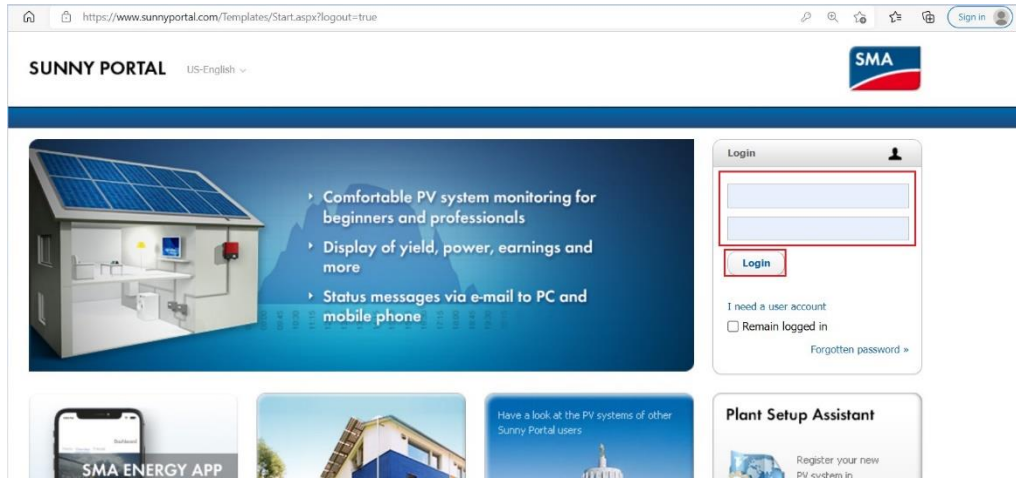 https://www.sunnyportal.com/Templates/Start.aspx?logout=true
Sign in
SUNNY PORTAL
US-English
SMA
Comfortable PV system monitoring for
beginners and professionals
Display of yield, power, earnings and
more
Status messages via e-mail to PC and
mobile phone
Login
Login
I need a user account
Remain logged in
Forgotten password »
Dashboard
SMA ENERGY APP
Have a look at the PV systems of other
Sunny Portal users
Plant Setup Assistant
Register your new
PV system in